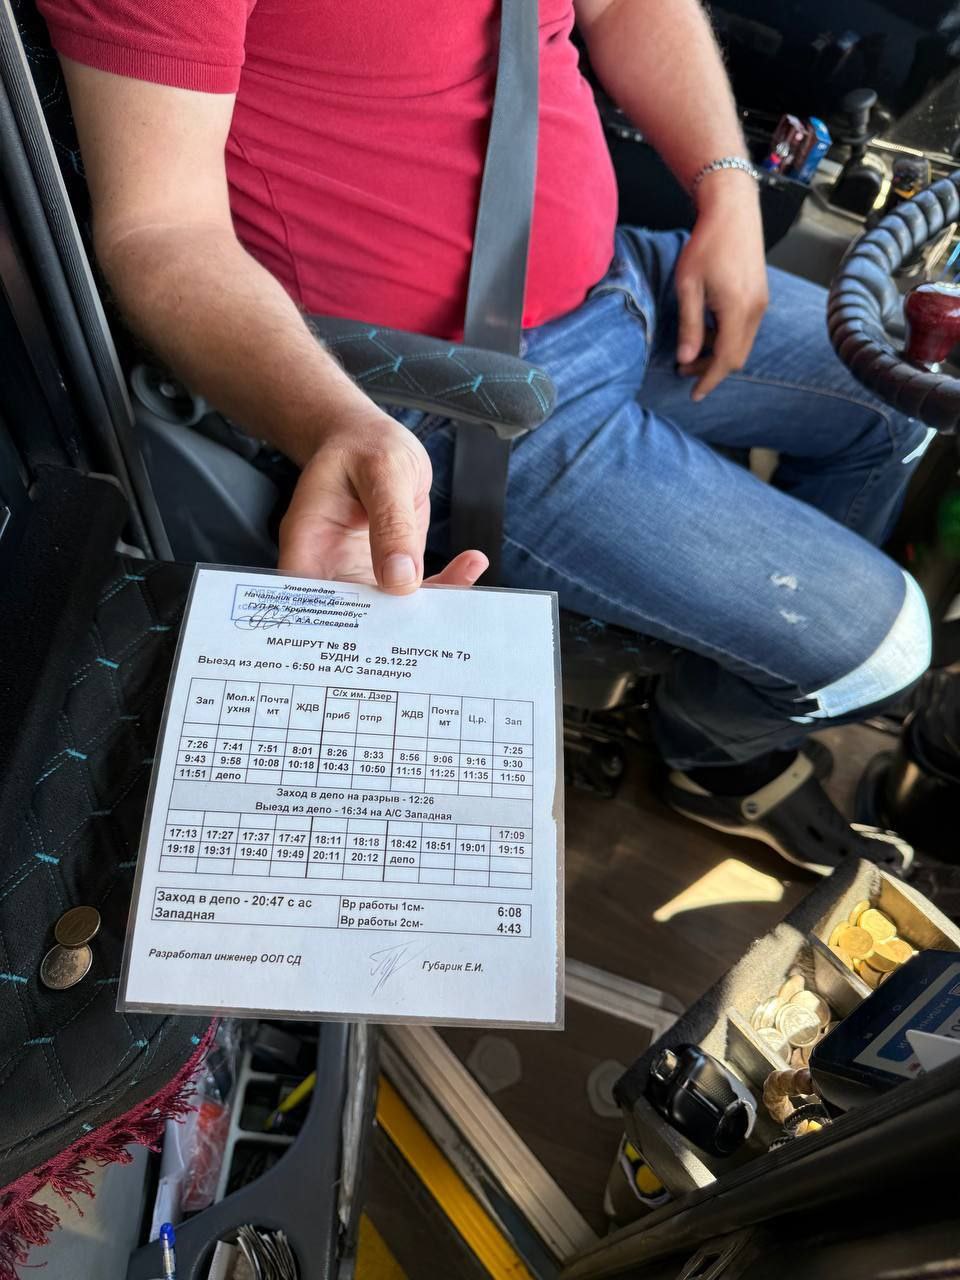 Утверждаю
Начальник службы Движения
ГУП РК "Крымтроллейбус"
А.А.Слесарева
МАРШРУТ № 89 ВЫПУСК № 7р
БУДНИ с 29.12.22
Выезд из депо - 6:50 на А/С Западную
Зап Мол.кухня Почта мт ЖДВ С/х им. Дзер приб отпр ЖДВ Почта мт Ц.р. Зап
7:25
7:26 7:41 7:51 8:01 8:26 8:33 8:56 9:06 9:16 9:30
9:43 9:58 10:08 10:18 10:43 10:50 11:15 11:25 11:35 11:50
11:51 депо
Заход в депо на разрыв - 12:26
Выезд из депо - 16:34 на А/С Западная
17:09
17:13 17:27 17:37 17:47 18:11 18:18 18:42 18:51 19:01 19:15
19:18 19:31 19:40 19:49 20:11 20:12 депо
Заход в депо - 20:47 с ас Западная
Вр работы 1см- 6:08
Вр работы 2см- 4:43
Разработал инженер ООП СД Губарик Е.И.